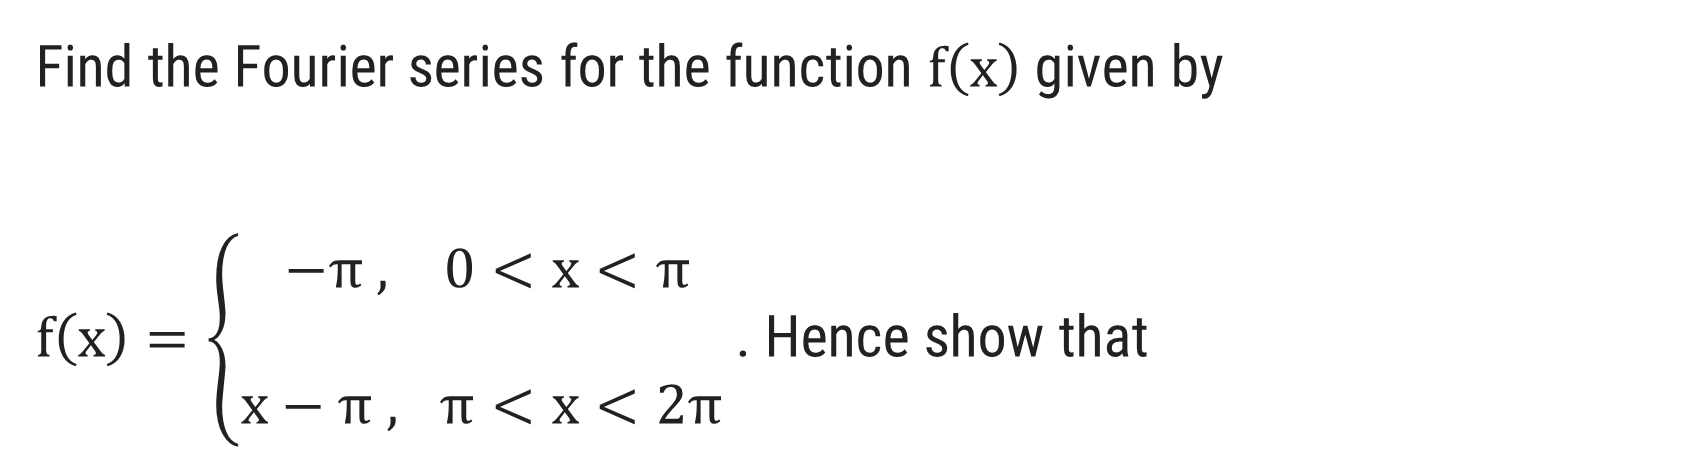 Find the Fourier series for the function f(x) given by
f(x) = { −π , 0 < x < π
x − π , π < x < 2π . Hence show that